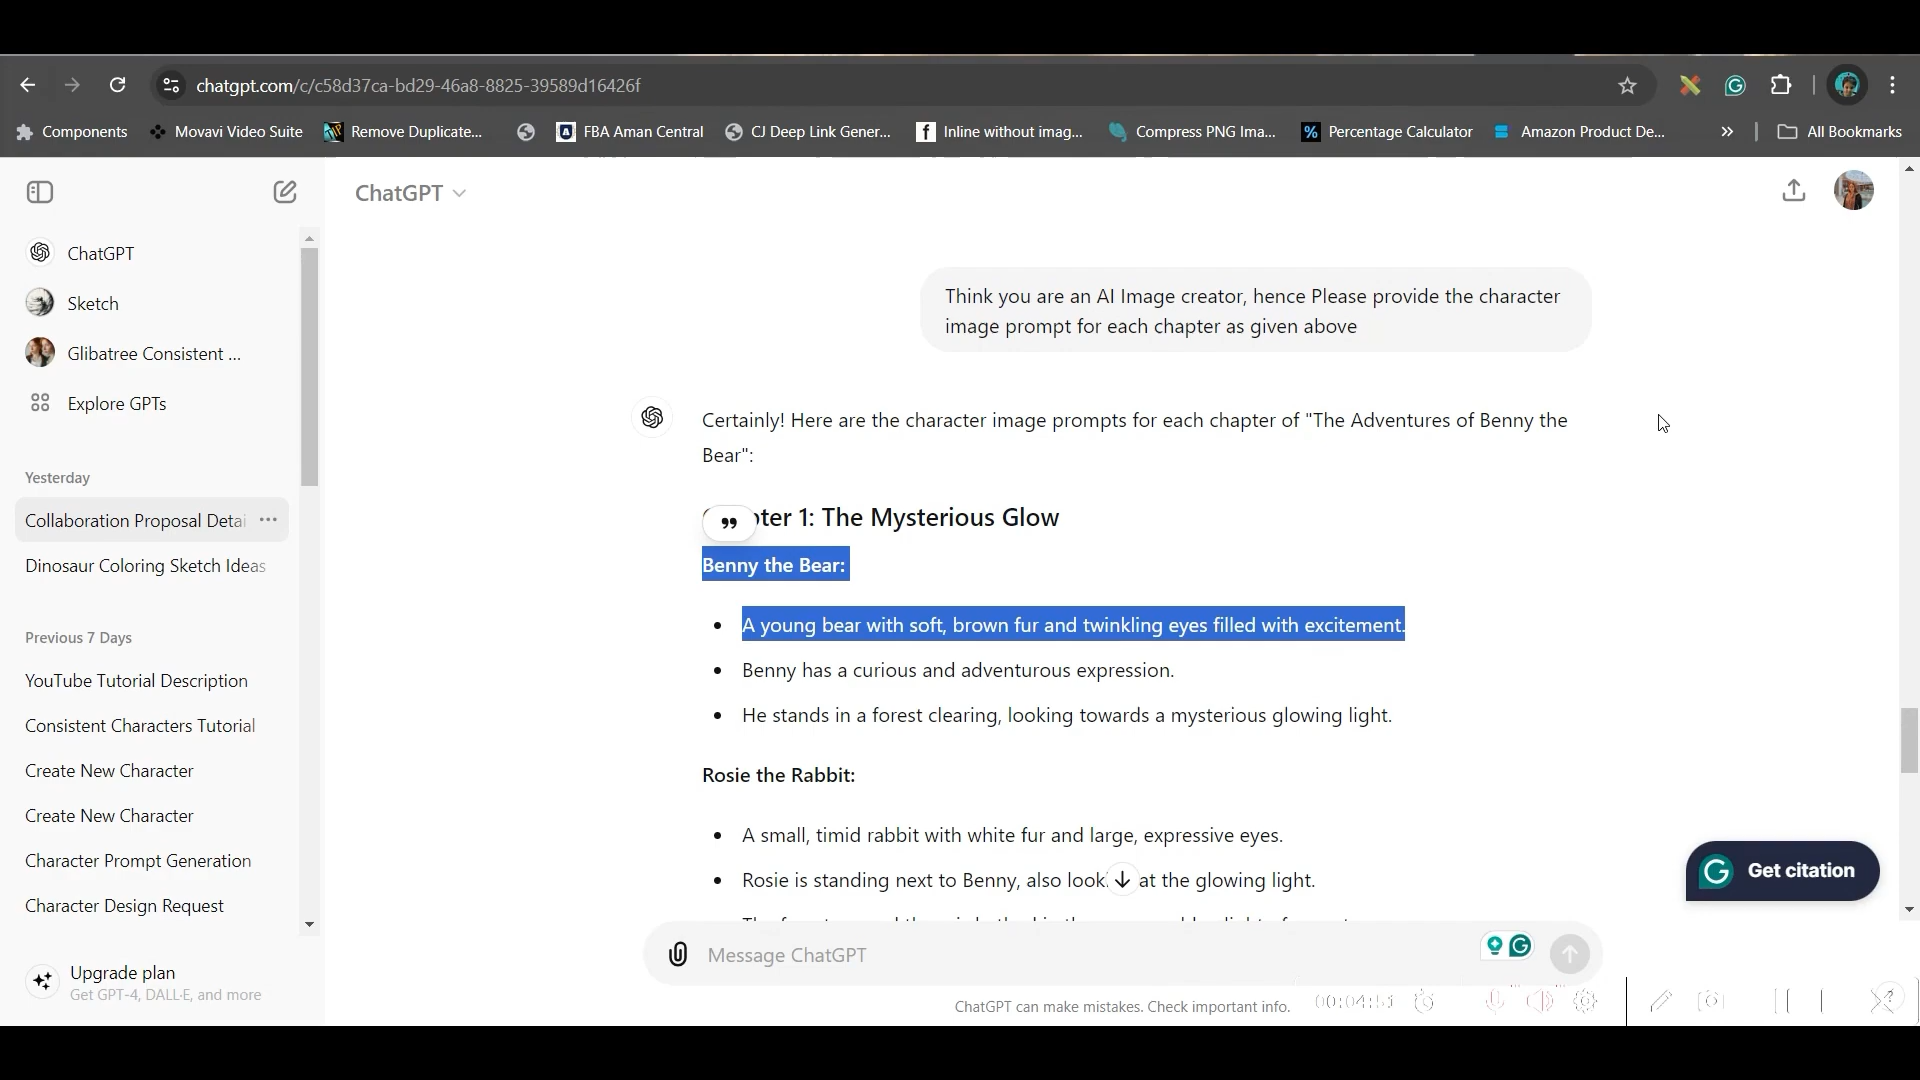 chatgpt.com/c/c58d37ca-bd29-46a8-8825-39589d16426f
Components Movavi Video Suite Remove Duplicate... FBA Aman Central CJ Deep Link Gener... Inline without imag... Compress PNG Ima... Percentage Calculator Amazon Product De... » All Bookmarks
ChatGPT
ChatGPT
Sketch
Glibatree Consistent ...
Explore GPTs
Yesterday
Collaboration Proposal Detai
Dinosaur Coloring Sketch Ideas
Previous 7 Days
YouTube Tutorial Description
Consistent Characters Tutorial
Create New Character
Create New Character
Character Prompt Generation
Character Design Request
Upgrade plan
Get GPT-4, DALL·E, and more
Think you are an AI Image creator, hence Please provide the character
image prompt for each chapter as given above
Certainly! Here are the character image prompts for each chapter of "The Adventures of Benny the
Bear":
pter 1: The Mysterious Glow
Benny the Bear:
• A young bear with soft, brown fur and twinkling eyes filled with excitement.
• Benny has a curious and adventurous expression.
• He stands in a forest clearing, looking towards a mysterious glowing light.
Rosie the Rabbit:
• A small, timid rabbit with white fur and large, expressive eyes.
• Rosie is standing next to Benny, also look at the glowing light.
Get citation
Message ChatGPT
ChatGPT can make mistakes. Check important info.
00:04:51